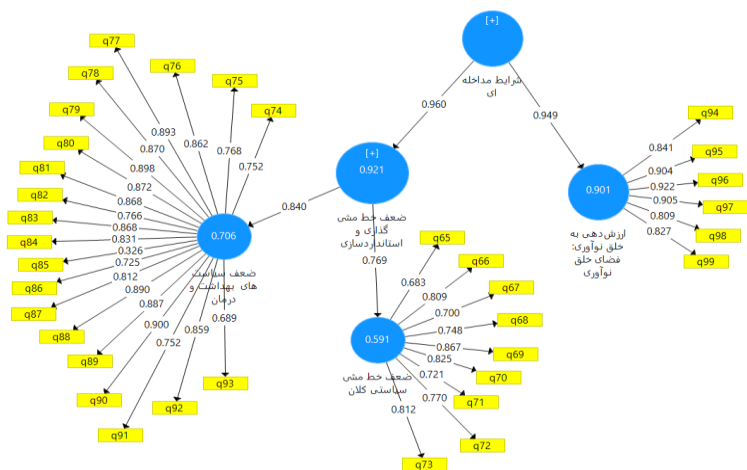 [+]
شرایط مداخله
ای
0.960
0.949
[+]
0.921
ضعف خط مشی
گذاری و
استانداردسازی
0.840
0.769
0.901
ارزش‌دهی به
خلق نوآوری:
فضای خلق
نوآوری
0.841
0.904
0.922
0.905
0.809
0.827
q94
q95
q96
q97
q98
q99
q77
q76
q78
q75
q79
q74
q80
q81
q82
q83
q84
q85
q86
q87
q88
q89
q90
q91
q92
q93
0.893
0.862
0.870
0.768
0.898
0.752
0.872
0.868
0.766
0.868
0.831
0.326
0.725
0.812
0.890
0.887
0.900
0.752
0.859
0.689
0.706
ضعف سیاست
های بهداشت و
درمان
0.591
ضعف خط مشی
سیاستی کلان
0.683
0.809
0.700
0.748
0.867
0.825
0.721
0.770
0.812
q65
q66
q67
q68
q69
q70
q71
q72
q73